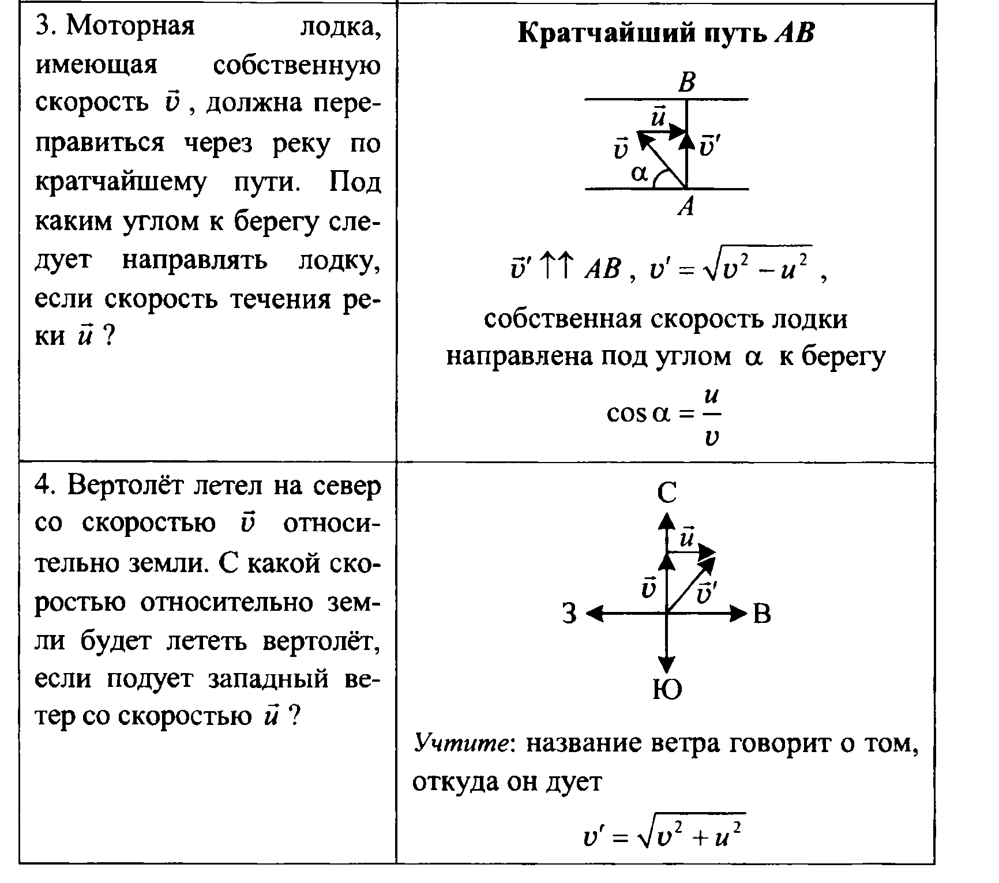 3. Моторная лодка,
имеющая собственную
скорость v⃗ , должна пере-
правиться через реку по
кратчайшему пути. Под
каким углом к берегу сле-
дует направлять лодку,
если скорость течения ре-
ки u⃗ ?
Кратчайший путь AB
B
u⃗
v⃗ v⃗′
α
A
v⃗′ ↑↑ AB , v′ = √(v² − u²) ,
собственная скорость лодки
направлена под углом α к берегу
cos α = u/v
4. Вертолёт летел на север
со скоростью v⃗ относи-
тельно земли. С какой ско-
ростью относительно зем-
ли будет лететь вертолёт,
если подует западный ве-
тер со скоростью u⃗ ?
С
u⃗
v⃗ v⃗′
З В
Ю
Учтите: название ветра говорит о том,
откуда он дует
v′ = √(v² + u²)